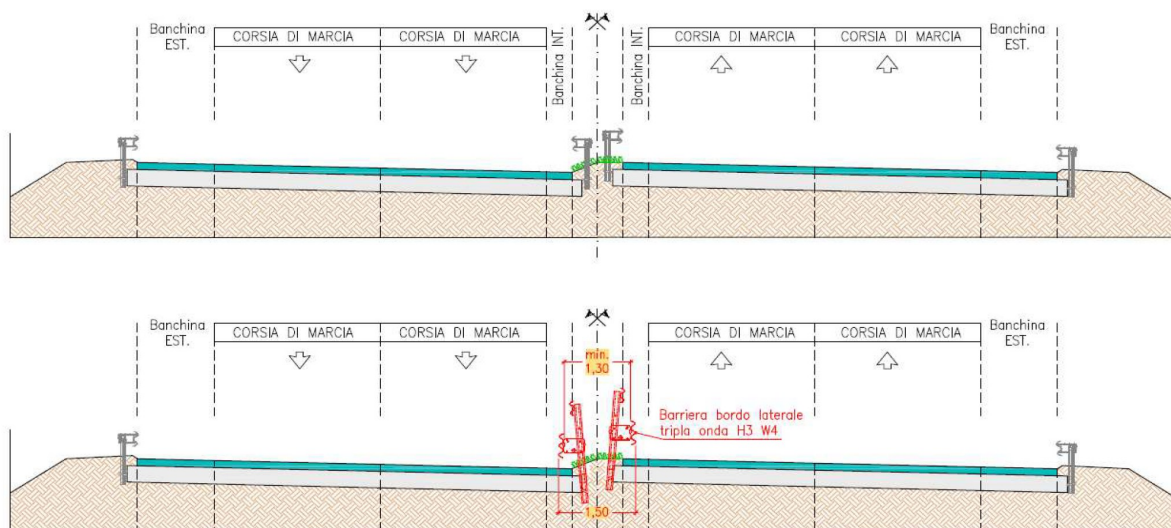 Banchina
EST.
CORSIA DI MARCIA
CORSIA DI MARCIA
Banchina INT.
Banchina INT.
CORSIA DI MARCIA
CORSIA DI MARCIA
Banchina
EST.
Banchina
EST.
CORSIA DI MARCIA
CORSIA DI MARCIA
CORSIA DI MARCIA
CORSIA DI MARCIA
Banchina
EST.
min.
1,30
Barriera bordo laterale
tripla onda H3 W4
1,50